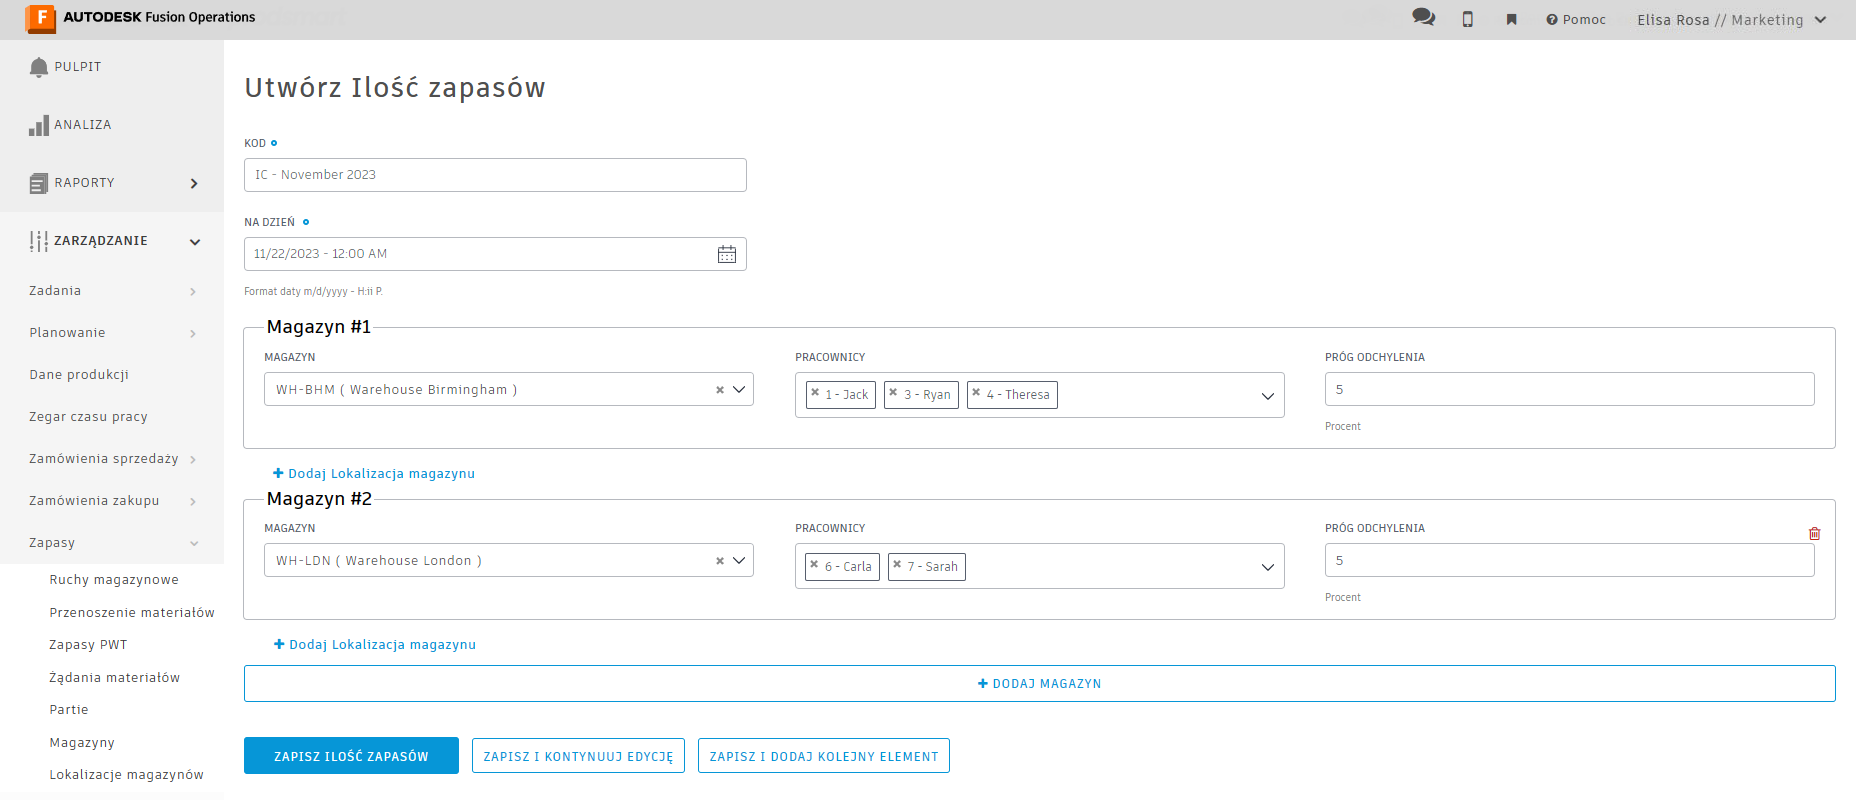 AUTODESK Fusion Operations
Pomoc
Elisa Rosa // Marketing
PULPIT
ANALIZA
RAPORTY
ZARZĄDZANIE
Zadania
Planowanie
Dane produkcji
Zegar czasu pracy
Zamówienia sprzedaży
Zamówienia zakupu
Zapasy
Ruchy magazynowe
Przenoszenie materiałów
Zapasy PWT
Żądania materiałów
Partie
Magazyny
Lokalizacje magazynów
Utwórz Ilość zapasów
KOD
IC - November 2023
NA DZIEŃ
11/22/2023 - 12:00 AM
Format daty m/d/yyyy - H:ii P.
Magazyn #1
MAGAZYN
WH-BHM ( Warehouse Birmingham )
PRACOWNICY
× 1 - Jack × 3 - Ryan × 4 - Theresa
PRÓG ODCHYLENIA
5
Procent
+ Dodaj Lokalizacja magazynu
Magazyn #2
MAGAZYN
WH-LDN ( Warehouse London )
PRACOWNICY
× 6 - Carla × 7 - Sarah
PRÓG ODCHYLENIA
5
Procent
+ Dodaj Lokalizacja magazynu
+ DODAJ MAGAZYN
ZAPISZ ILOŚĆ ZAPASÓW
ZAPISZ I KONTYNUUJ EDYCJĘ
ZAPISZ I DODAJ KOLEJNY ELEMENT